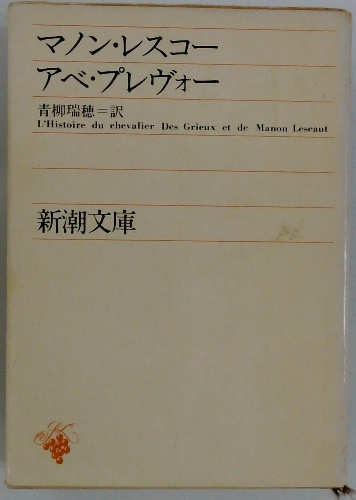 マノン・レスコー
アベ・プレヴォー
青柳瑞穂＝訳
L'Histoire du chevalier Des Grieux et de Manon Lescaut
新潮文庫